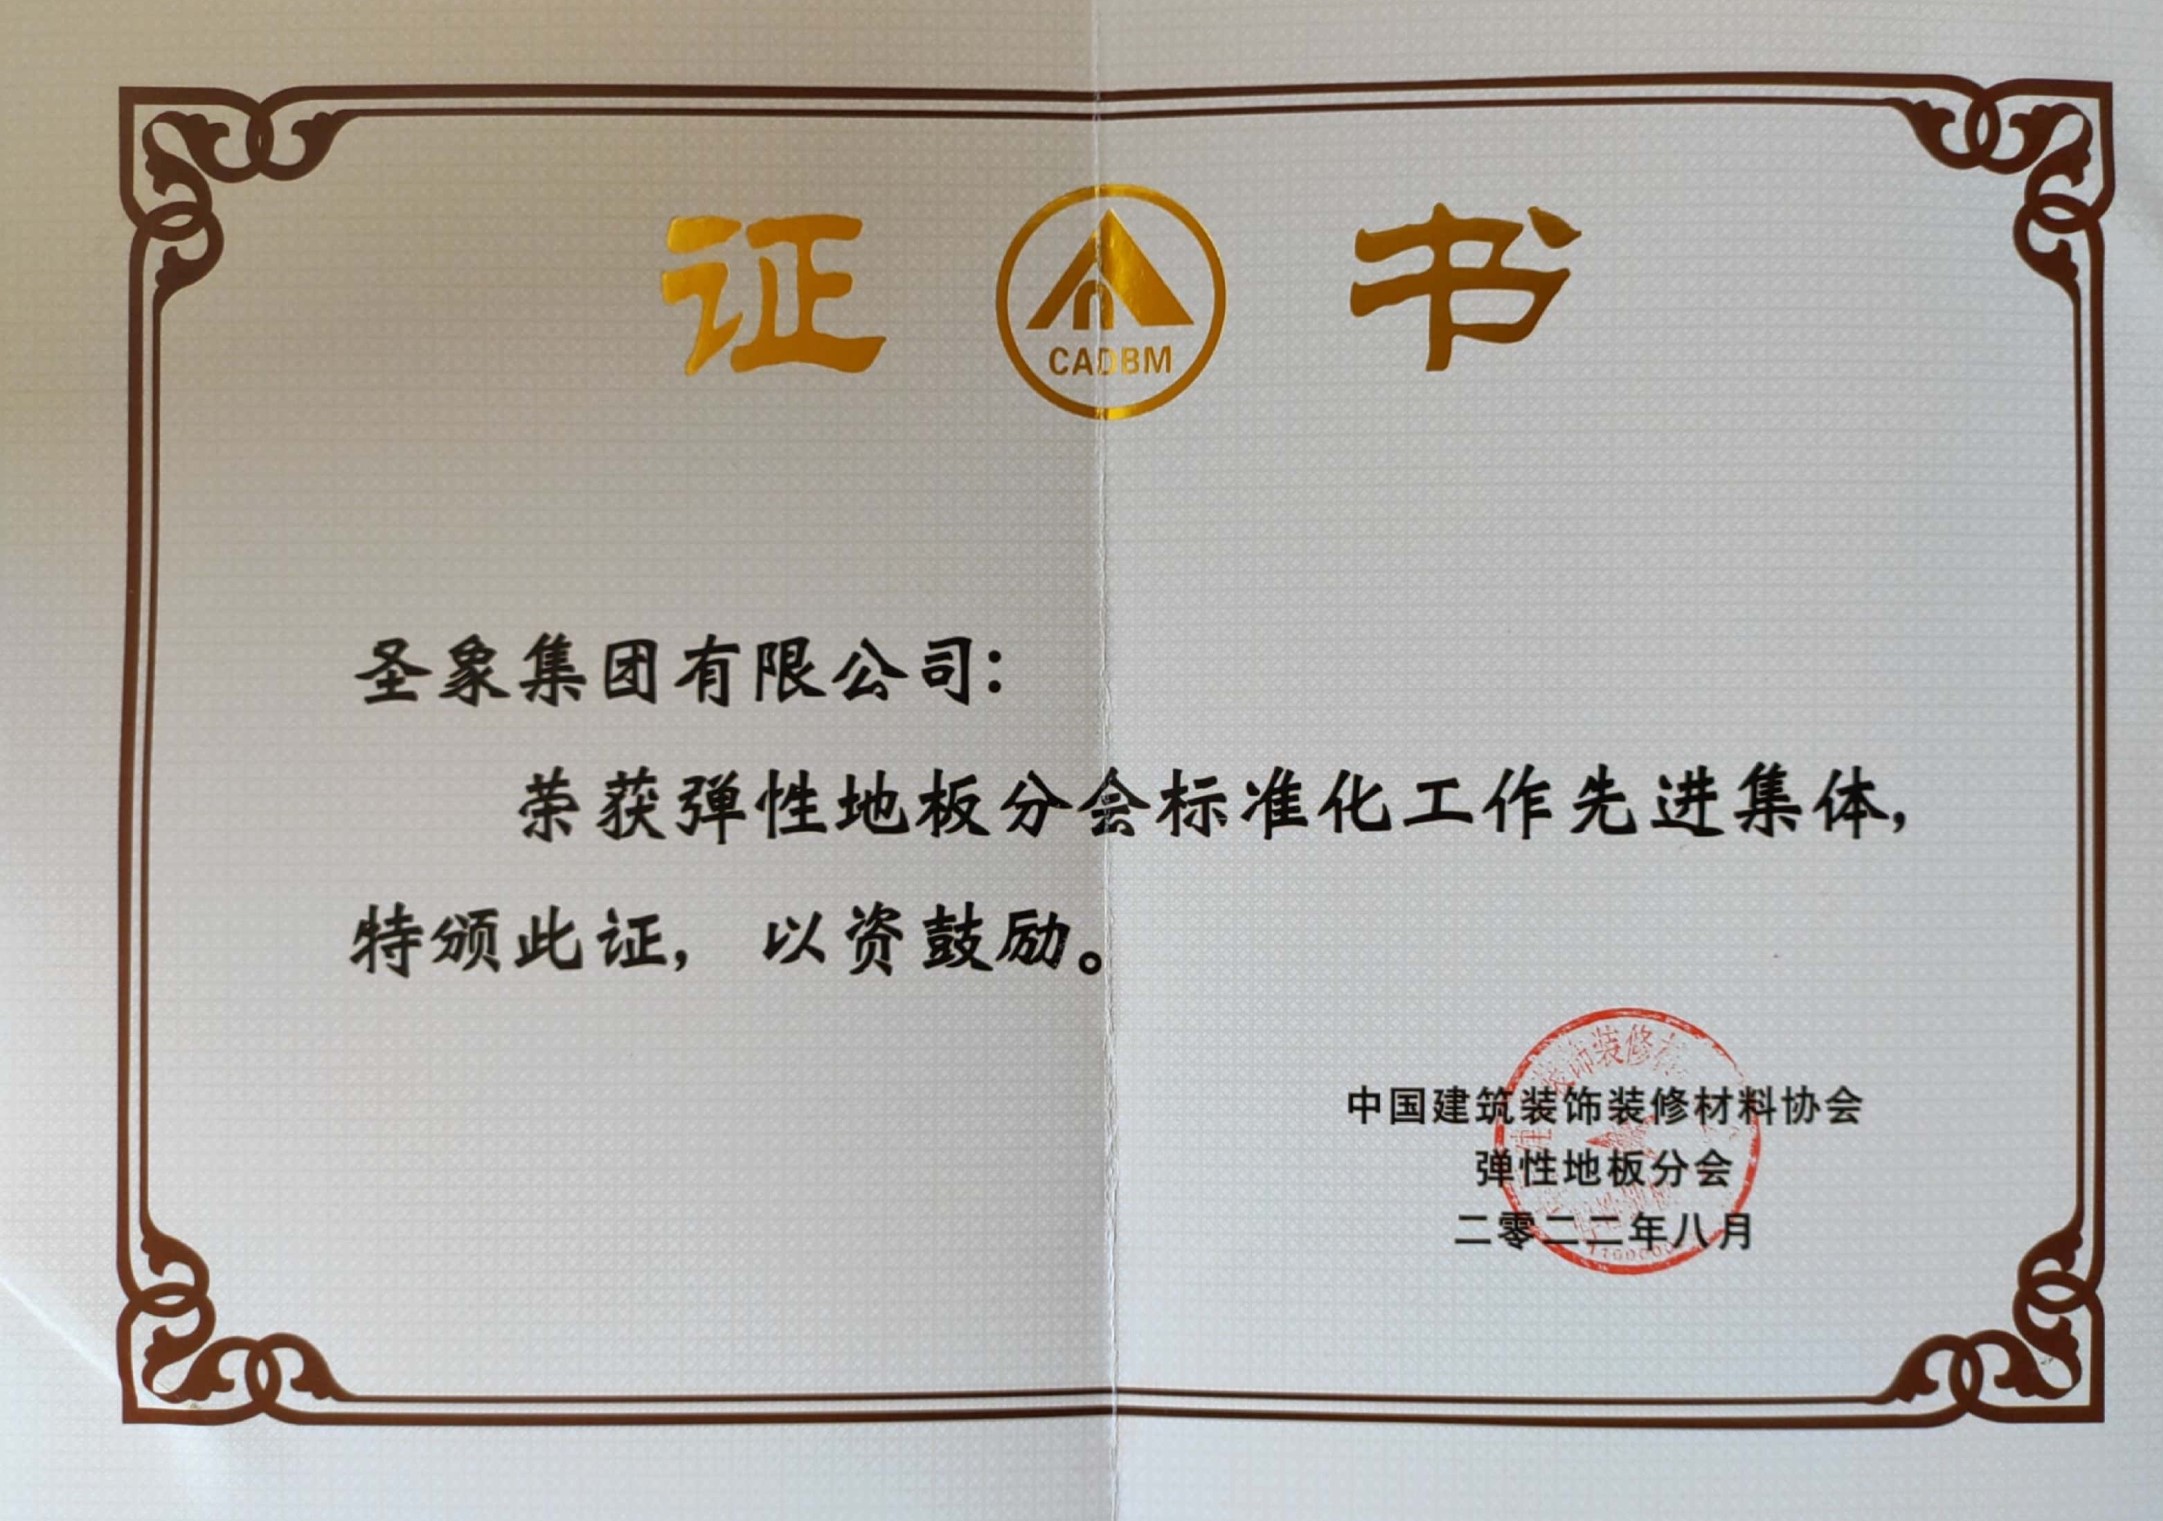 证 书
CADBM
圣象集团有限公司：
荣获弹性地板分会标准化工作先进集体，
特颁此证，以资鼓励。
中国建筑装饰装修材料协会
弹性地板分会
二零二二年八月